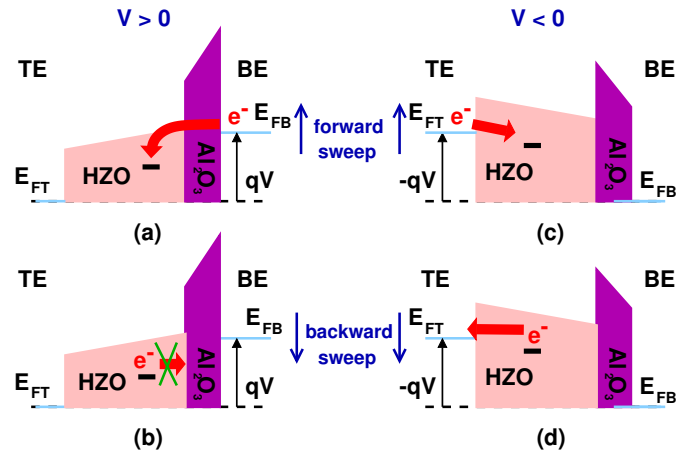 V > 0
V < 0
TE
BE
e-
E_FB
E_FT
HZO
Al2O3
qV
(a)
forward
sweep
TE
BE
E_FT
e-
HZO
Al2O3
E_FB
-qV
(c)
TE
BE
E_FB
e-
E_FT
HZO
Al2O3
qV
(b)
backward
sweep
TE
BE
E_FT
e-
HZO
Al2O3
E_FB
-qV
(d)